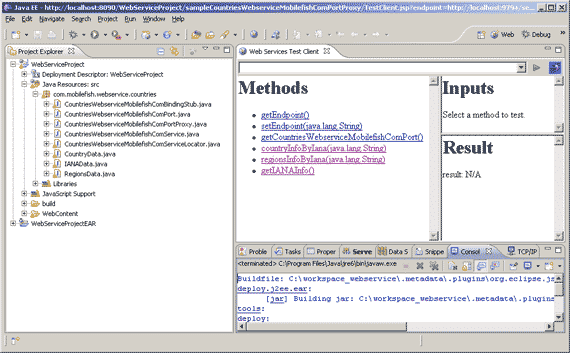 Java EE - http://localhost:8090/WebServiceProject/sampleCountriesWebserviceMobilefishComPortProxy/TestClient.jsp?endpoint=http://localhost:9794/se...
File Edit Navigate Search Project Run Window Help
Web Debug
Project Explorer
Web Services Test Client
WebServiceProject
Deployment Descriptor: WebServiceProject
Java Resources: src
com.mobilefish.webservice.countries
CountriesWebserviceMobilefishComBindingStub.java
CountriesWebserviceMobilefishComPort.java
CountriesWebserviceMobilefishComPortProxy.java
CountriesWebserviceMobilefishComService.java
CountriesWebserviceMobilefishComServiceLocator.java
CountryData.java
IANAData.java
RegionsData.java
Libraries
JavaScript Support
build
WebContent
WebServiceProjectEAR
Methods
getEndpoint()
setEndpoint(java.lang.String)
getCountriesWebserviceMobilefishComPort()
countryInfoByIana(java.lang.String)
regionsInfoByIana(java.lang.String)
getIANAInfo()
Inputs
Select a method to test.
Result
result: N/A
Proble Tasks Proper Serve Data S Snippe Consol TCP/IP
<terminated> C:\Program Files\Java\jre6\bin\javaw.exe
Buildfile: C:\workspace_webservice\.metadata\.plugins\org.eclipse.js
deploy.j2ee.ear:
[jar] Building jar: C:\workspace_webservice\.metadata\.plugins
tools:
deploy: